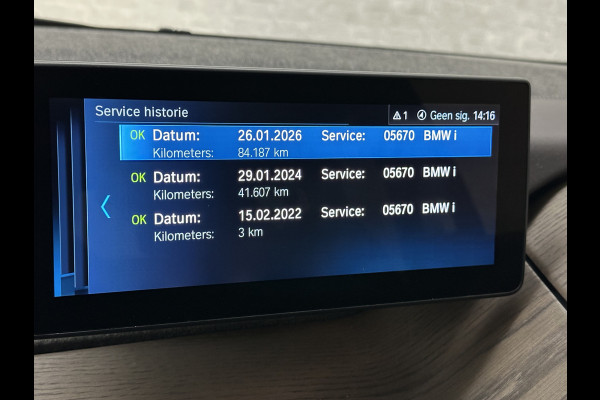 Service historie
⚠1 Geen sig. 14:16
OK Datum: 26.01.2026 Service: 05670 BMW i
Kilometers: 84.187 km
OK Datum: 29.01.2024 Service: 05670 BMW i
Kilometers: 41.607 km
OK Datum: 15.02.2022 Service: 05670 BMW i
Kilometers: 3 km